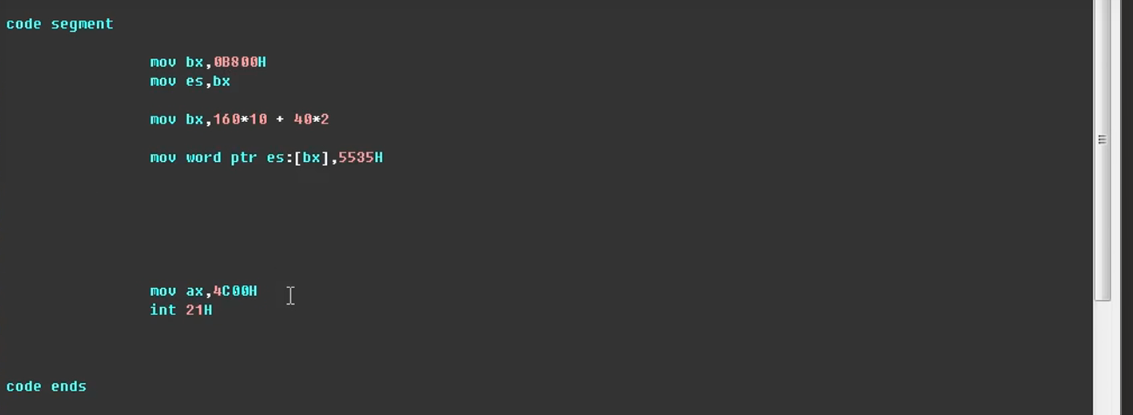 code segment
mov bx,0B800H
mov es,bx
mov bx,160*10 + 40*2
mov word ptr es:[bx],5535H
mov ax,4C00H
int 21H
code ends